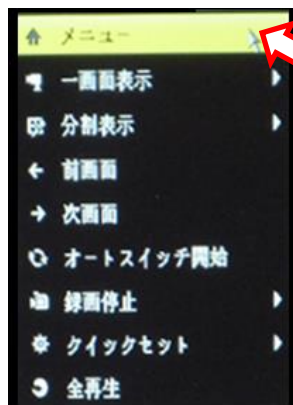 メニュー
一画面表示
分割表示
前画面
次画面
オートスイッチ開始
録画停止
クイックセット
全再生